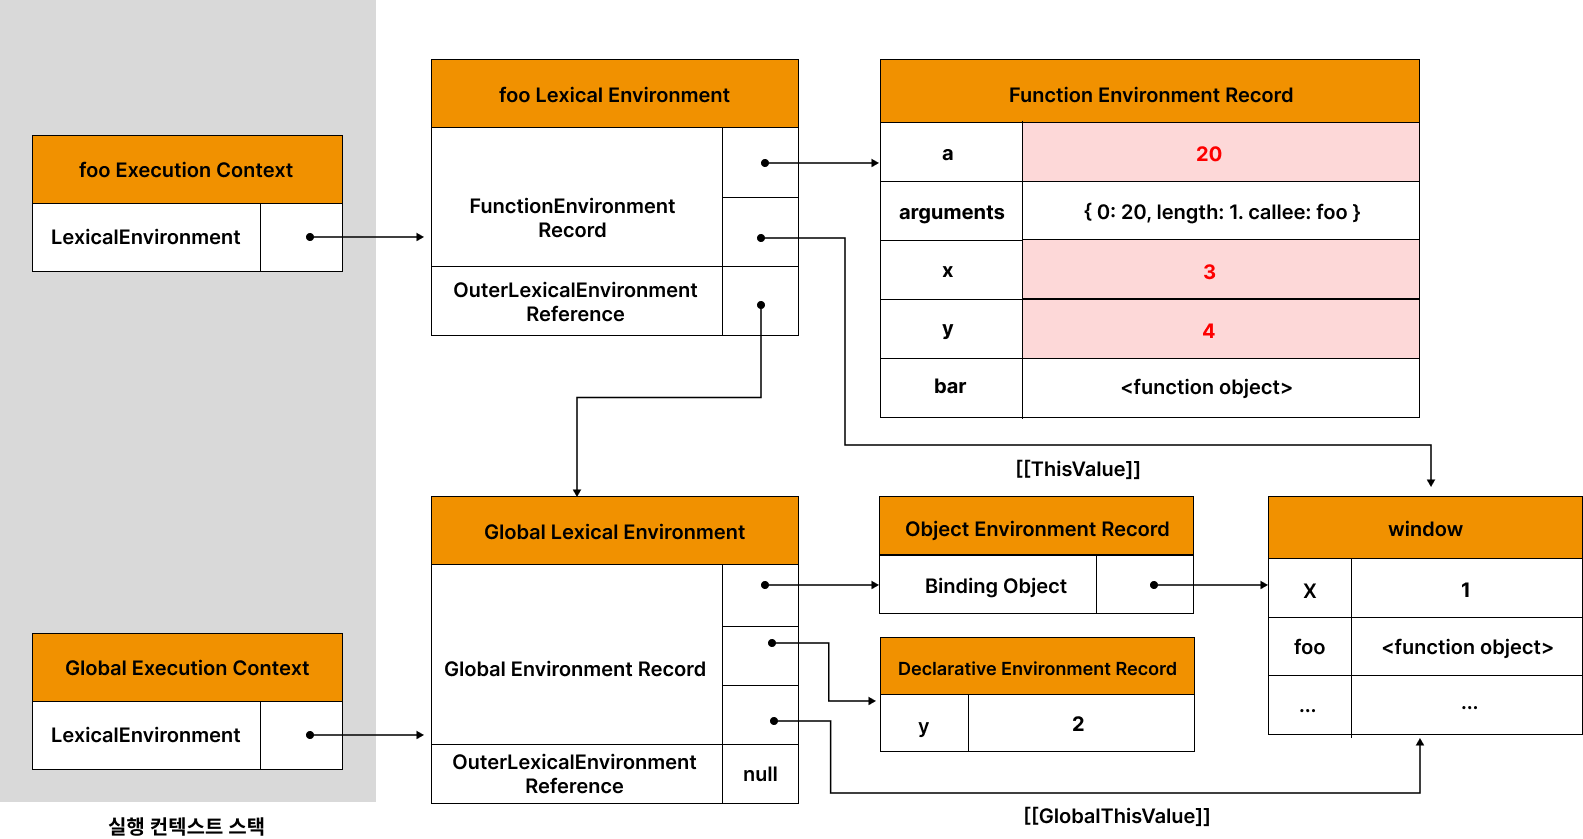 foo Execution Context
LexicalEnvironment
foo Lexical Environment
FunctionEnvironment
Record
OuterLexicalEnvironment
Reference
Function Environment Record
a 20
arguments { 0: 20, length: 1. callee: foo }
x 3
y 4
bar <function object>
[[ThisValue]]
Global Execution Context
LexicalEnvironment
Global Lexical Environment
Global Environment Record
OuterLexicalEnvironment
Reference
null
Object Environment Record
Binding Object
Declarative Environment Record
y 2
window
X 1
foo <function object>
... ...
[[GlobalThisValue]]
실행 컨텍스트 스택